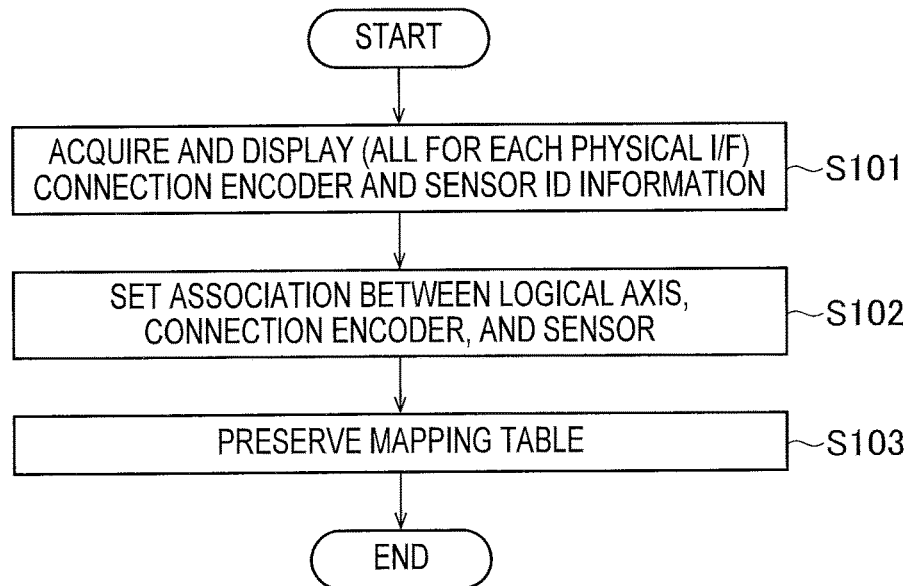 START
ACQUIRE AND DISPLAY (ALL FOR EACH PHYSICAL I/F)
CONNECTION ENCODER AND SENSOR ID INFORMATION
S101
SET ASSOCIATION BETWEEN LOGICAL AXIS,
CONNECTION ENCODER, AND SENSOR
S102
PRESERVE MAPPING TABLE
S103
END